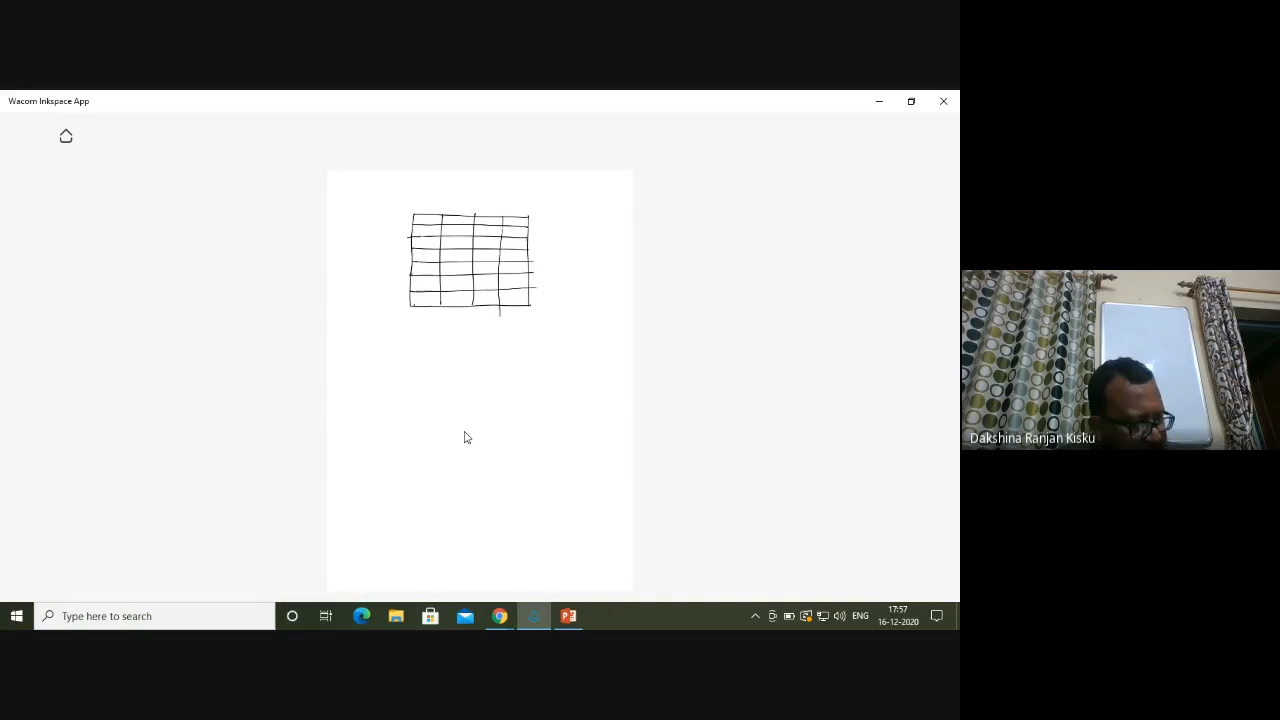 Wacom Inkspace App
Dakshina Ranjan Kisku
Type here to search
ENG
17:57
16-12-2020